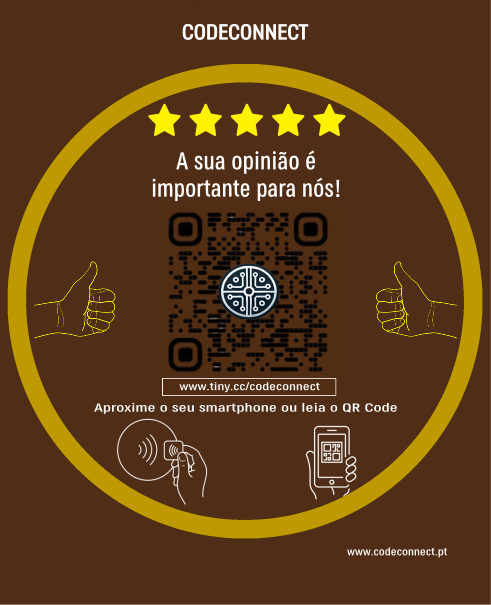 CODECONNECT
A sua opinião é
importante para nós!
www.tiny.cc/codeconnect
Aproxime o seu smartphone ou leia o QR Code
www.codeconnect.pt